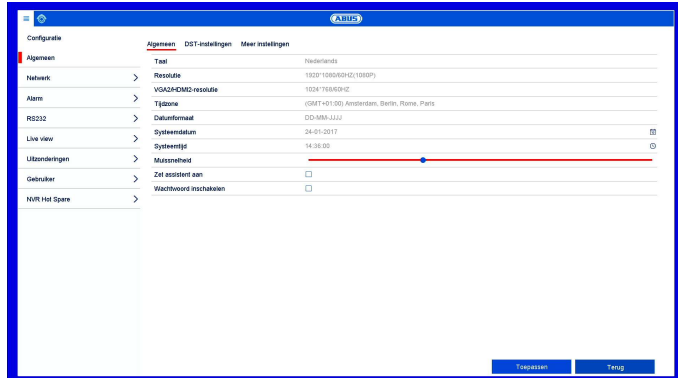 ABUS
Configuratie
Algemeen
Netwerk
Alarm
RS232
Live view
Uitzonderingen
Gebruiker
NVR Hot Spare
Algemeen DST-instellingen Meer instellingen
Taal Nederlands
Resolutie 1920*1080/60HZ(1080P)
VGA2/HDMI2-resolutie 1024*768/60HZ
Tijdzone (GMT+01:00) Amsterdam, Berlin, Rome, Paris
Datumformaat DD-MM-JJJJ
Systeemdatum 24-01-2017
Systeemtijd 14:36:00
Muissnelheid
Zet assistent aan
Wachtwoord inschakelen
Toepassen Terug